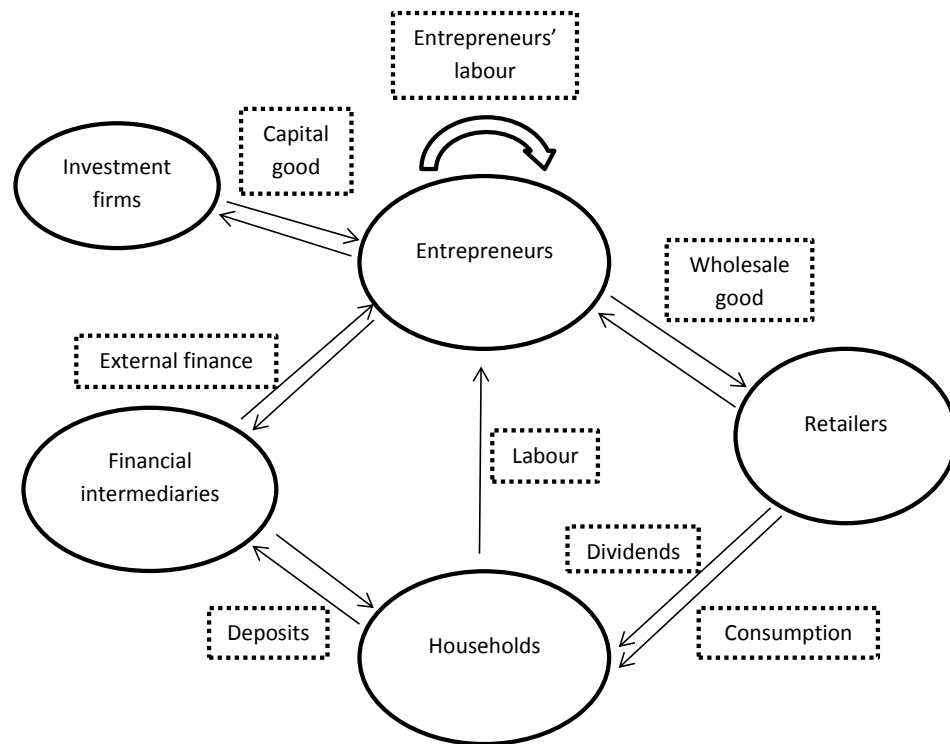 Entrepreneurs’
labour
Capital
good
Investment
firms
Entrepreneurs
Wholesale
good
External finance
Retailers
Labour
Financial
intermediaries
Dividends
Deposits
Households
Consumption